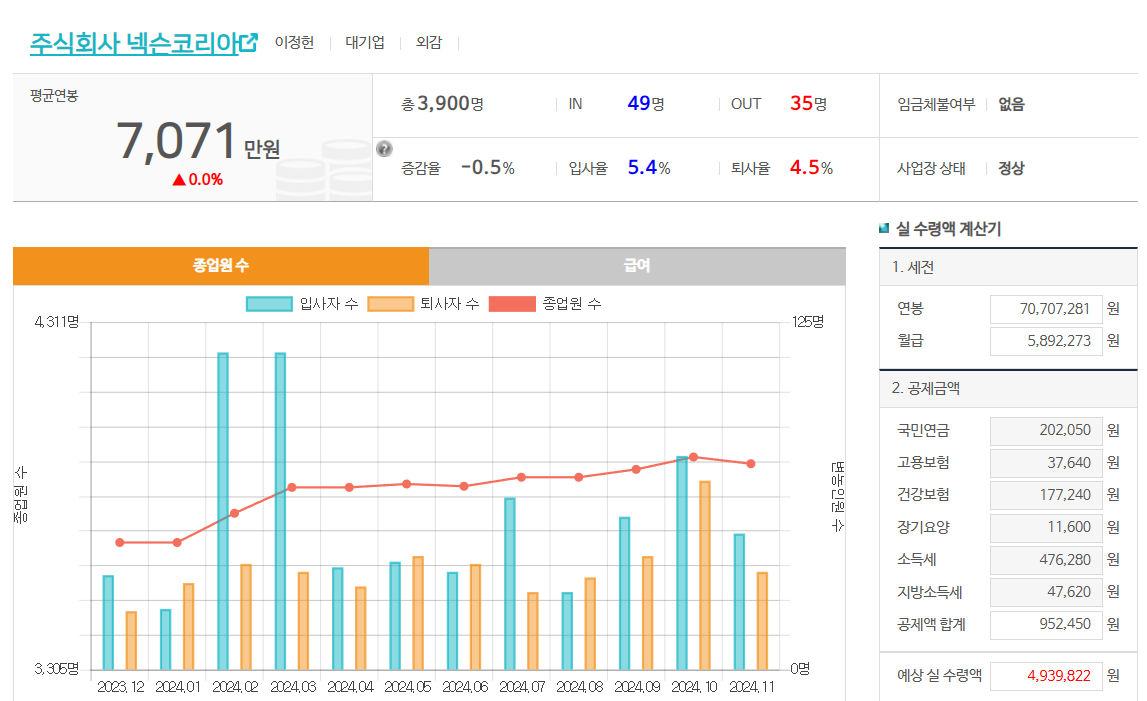 주식회사 넥슨코리아 이정헌 대기업 외감
평균연봉
7,071 만원
▲0.0%
총 3,900명 IN 49명 OUT 35명
임금체불여부 없음
? 증감율 -0.5% 입사율 5.4% 퇴사율 4.5%
사업장 상태 정상
종업원 수 급여
입사자 수 퇴사자 수 종업원 수
4,311명 125명
종업원 수
변동인원 수
3,305명 0명
2023.12 2024.01 2024.02 2024.03 2024.04 2024.05 2024.06 2024.07 2024.08 2024.09 2024.10 2024.11
실 수령액 계산기
1. 세전
연봉 70,707,281 원
월급 5,892,273 원
2. 공제금액
국민연금 202,050 원
고용보험 37,640 원
건강보험 177,240 원
장기요양 11,600 원
소득세 476,280 원
지방소득세 47,620 원
공제액 합계 952,450 원
예상 실 수령액 4,939,822 원